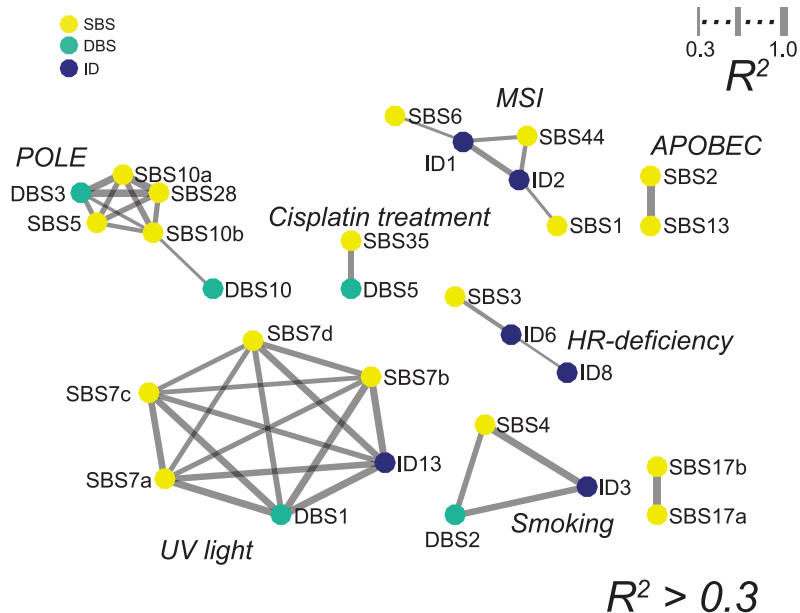 SBS
DBS
ID
0.3
1.0
R²
MSI
SBS6
SBS44
ID1
ID2
SBS1
APOBEC
SBS2
SBS13
POLE
SBS10a
DBS3
SBS28
SBS5
SBS10b
DBS10
Cisplatin treatment
SBS35
DBS5
SBS3
ID6
HR-deficiency
ID8
SBS7d
SBS7b
SBS7c
SBS7a
ID13
DBS1
UV light
SBS4
ID3
DBS2
Smoking
SBS17b
SBS17a
R² > 0.3